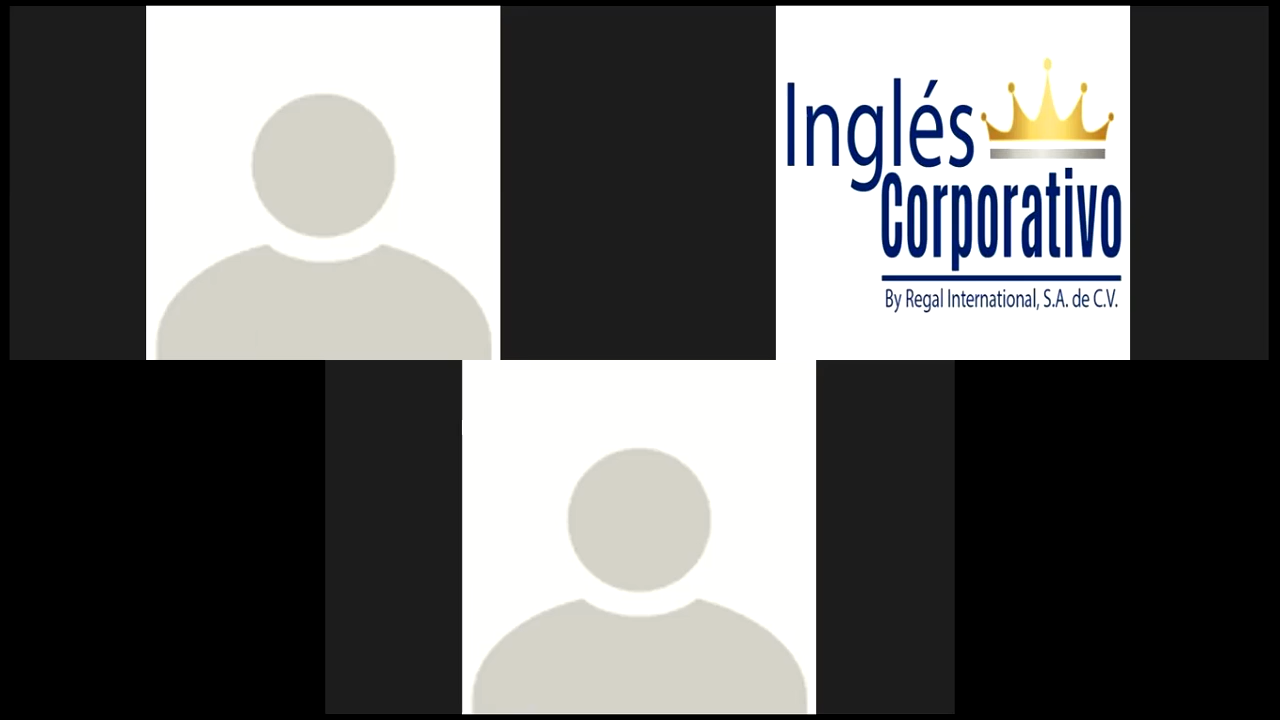 Inglés
Corporativo
By Regal International, S.A. de C.V.